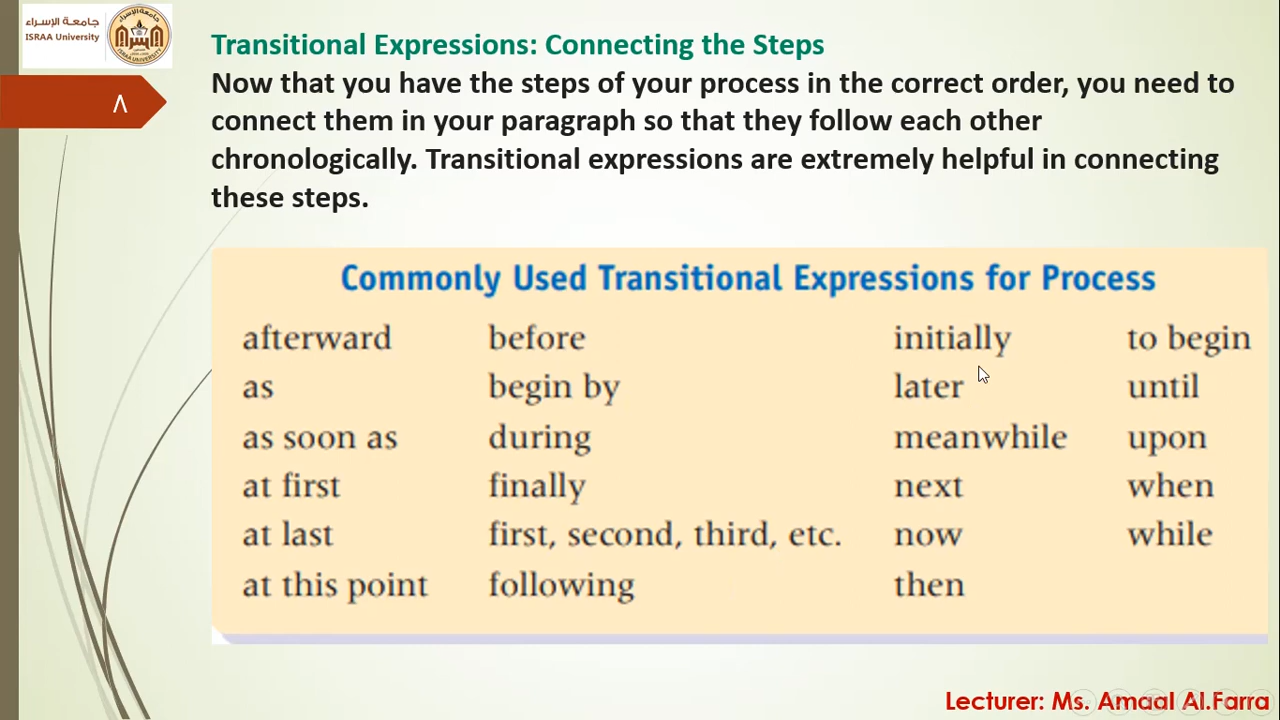 جامعة الإسراء
ISRAA University
ISRAA UNIVERSITY
٨
Transitional Expressions: Connecting the Steps
Now that you have the steps of your process in the correct order, you need to
connect them in your paragraph so that they follow each other
chronologically. Transitional expressions are extremely helpful in connecting
these steps.
Commonly Used Transitional Expressions for Process
afterward before initially to begin
as begin by later until
as soon as during meanwhile upon
at first finally next when
at last first, second, third, etc. now while
at this point following then
Lecturer: Ms. Amaal Al.Farra